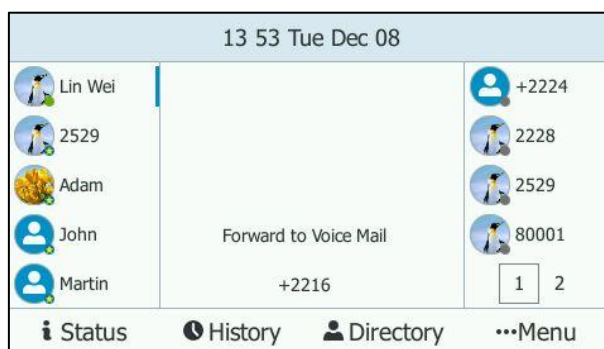 13 53 Tue Dec 08
Lin Wei
2529
Adam
John
Martin
Forward to Voice Mail
+2216
+2224
2228
2529
80001
1 2
i Status History Directory •••Menu